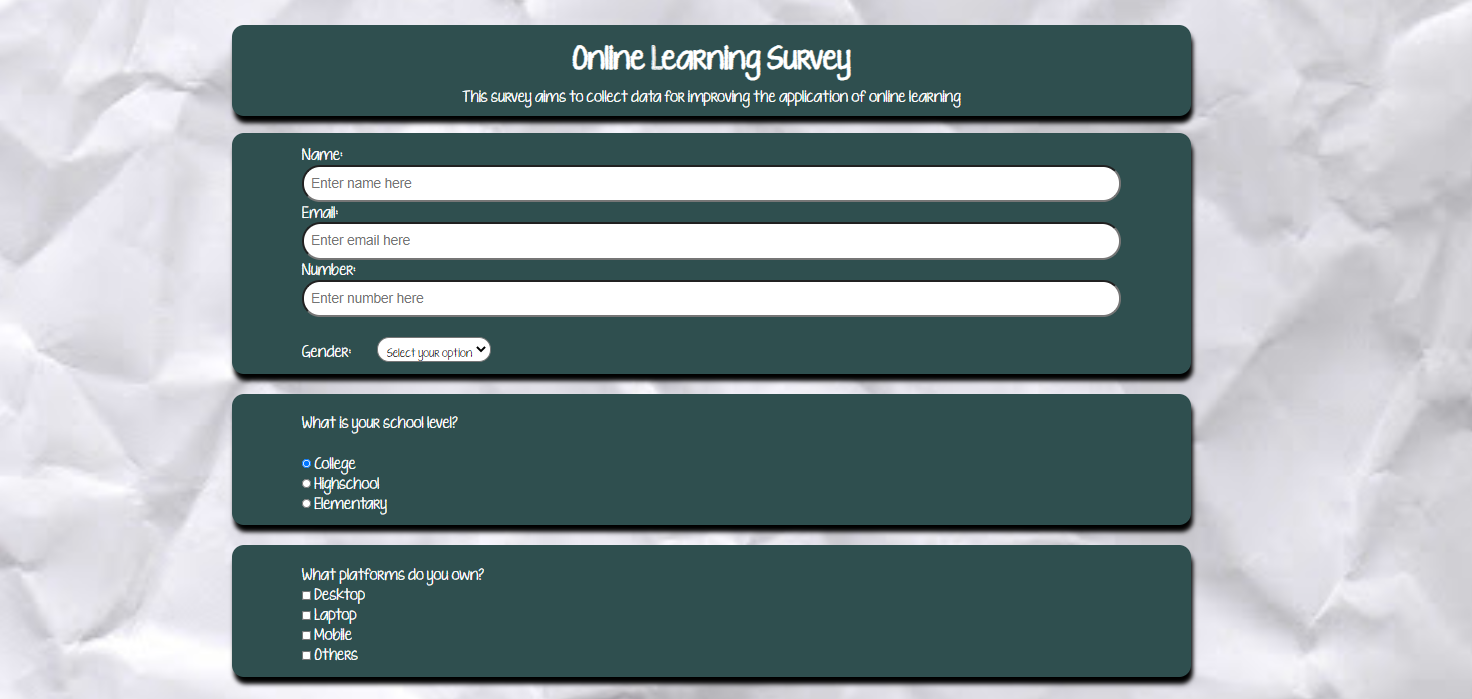 Online Learning Survey
This survey aims to collect data for improving the application of online learning
Name:
Enter name here
Email:
Enter email here
Number:
Enter number here
Gender: Select your option
What is your school level?
College
Highschool
Elementary
What platforms do you own?
Desktop
Laptop
Mobile
Others